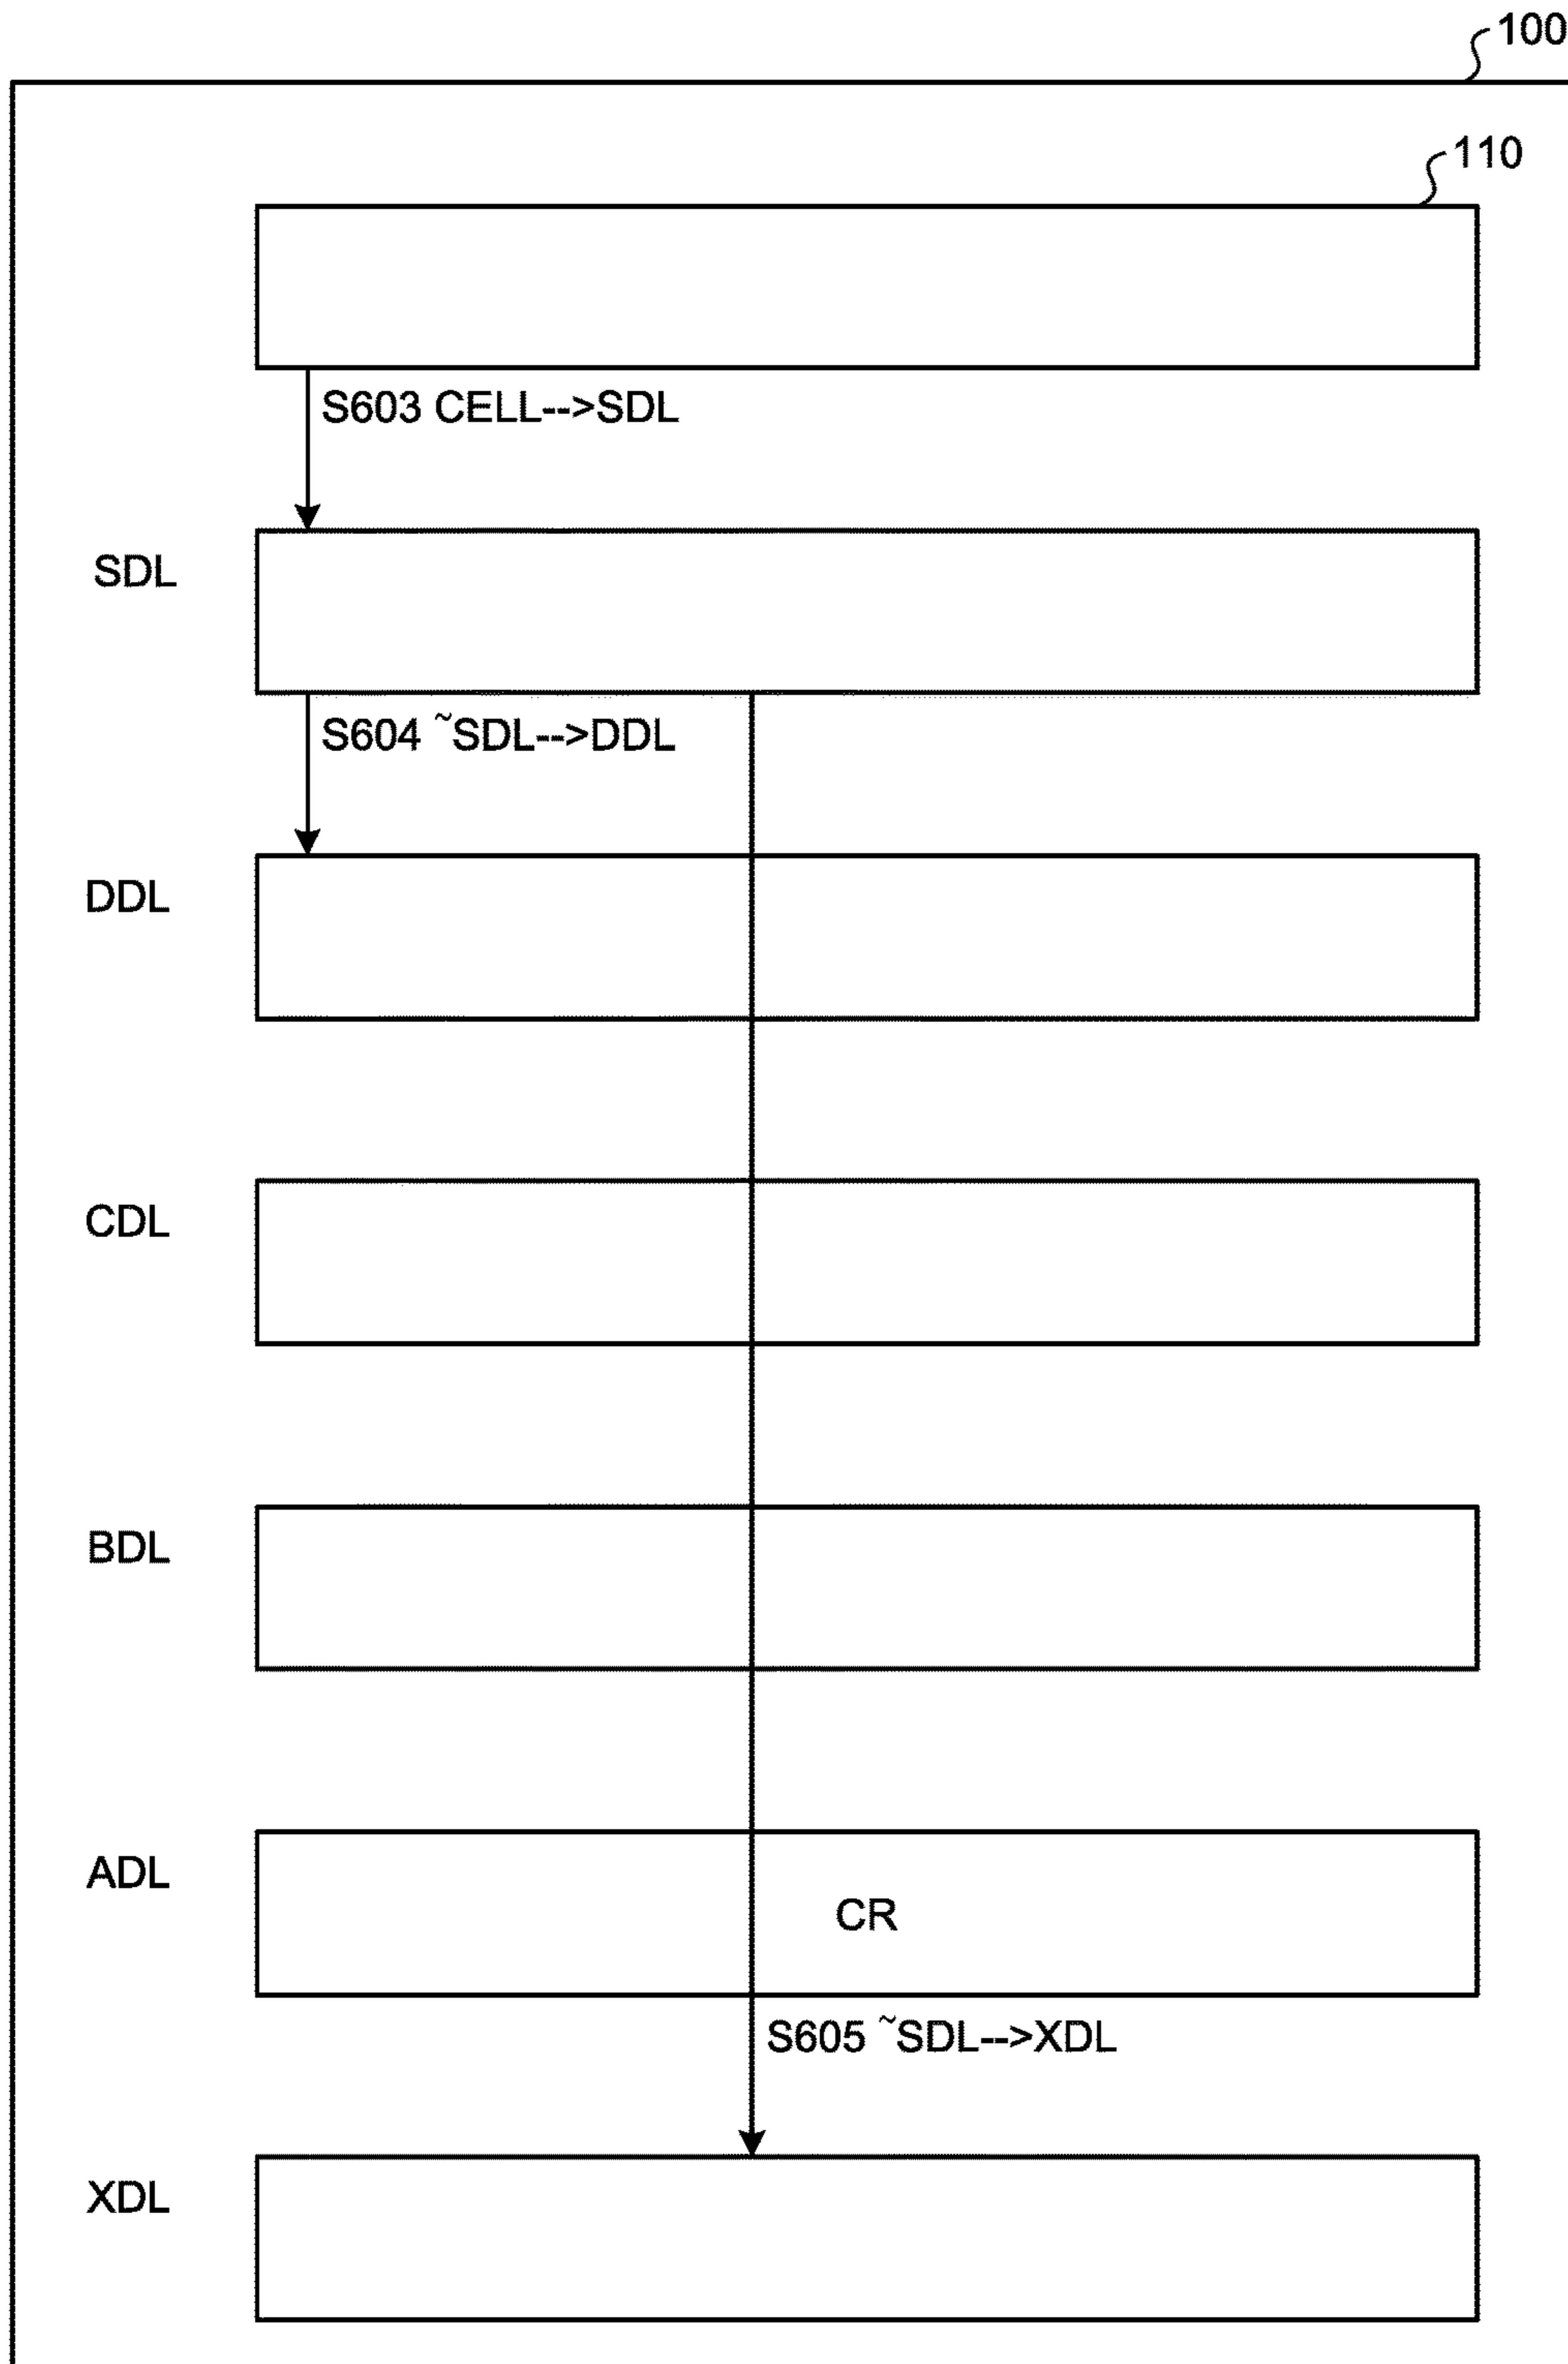 100
110
S603 CELL-->SDL
SDL
S604 ~SDL-->DDL
DDL
CDL
BDL
ADL
CR
S605 ~SDL-->XDL
XDL